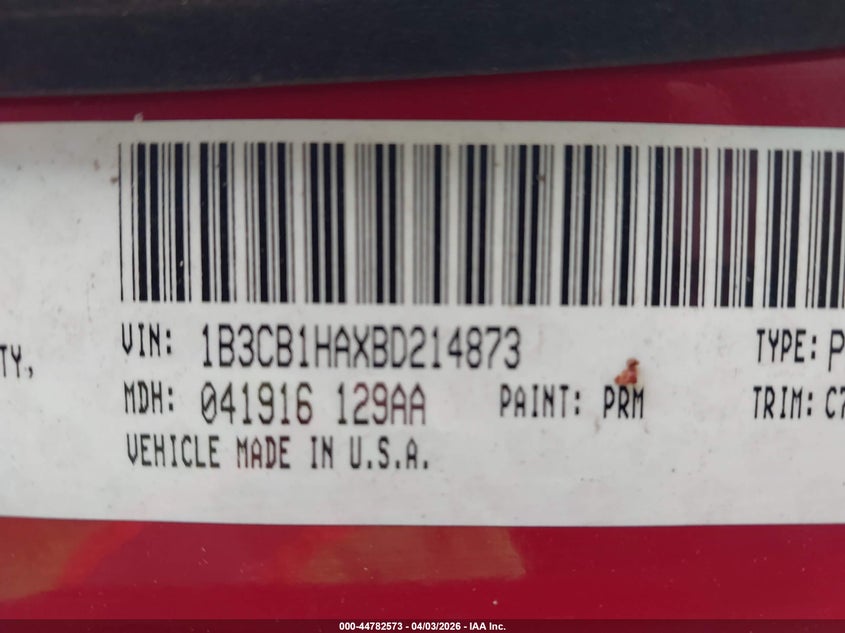 TY,
VIN: 1B3CB1HAXBD214873 TYPE: P
MDH: 041916 129AA PAINT: PRM TRIM: C7
VEHICLE MADE IN U.S.A.
000-44782573 - 04/03/2026 - IAA Inc.